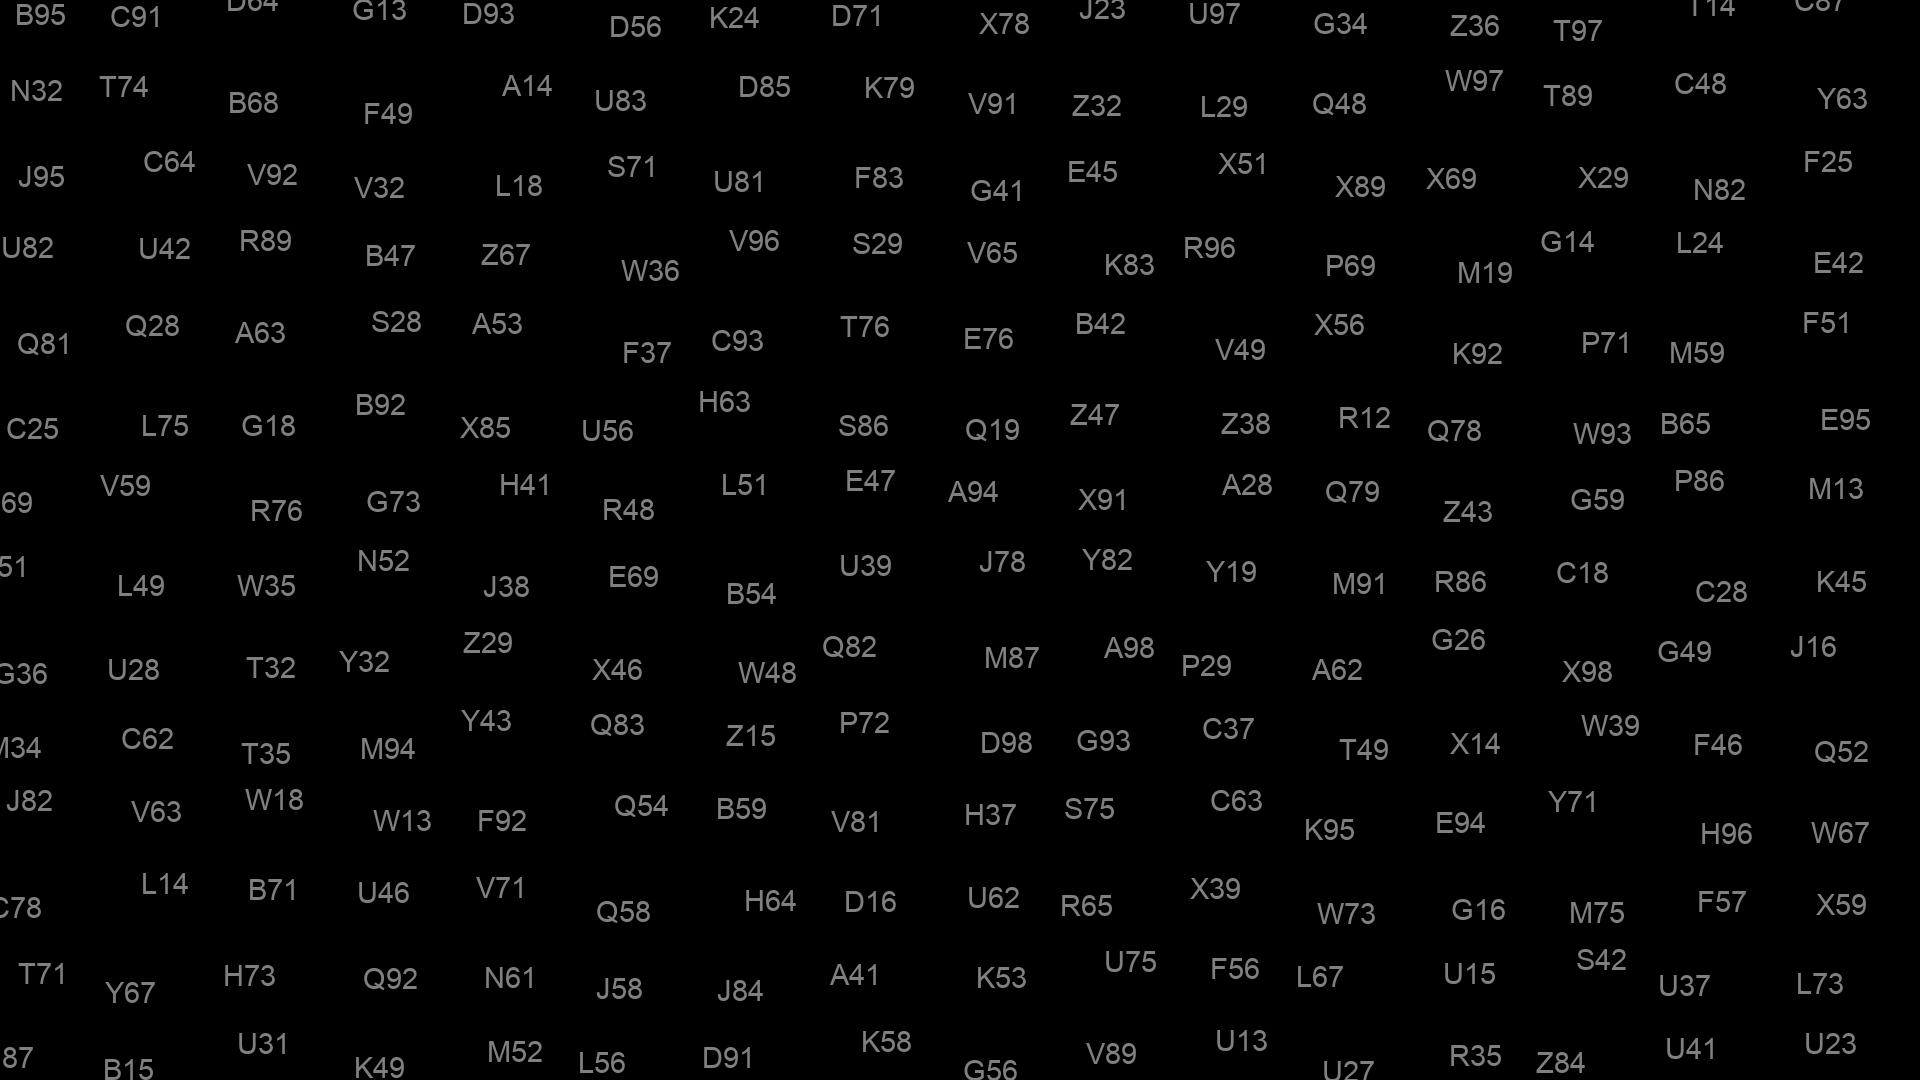 B95 C91 D64 G13 D93 D56 K24 D71 X78 J23 U97 G34 Z36 T97 T14 C87
N32 T74 B68 F49 A14 U83 D85 K79 V91 Z32 L29 Q48 W97 T89 C48 Y63
J95 C64 V92 V32 L18 S71 U81 F83 G41 E45 X51 X89 X69 X29 N82 F25
U82 U42 R89 B47 Z67 W36 V96 S29 V65 K83 R96 P69 M19 G14 L24 E42
Q81 Q28 A63 S28 A53 F37 C93 T76 E76 B42 V49 X56 K92 P71 M59 F51
C25 L75 G18 B92 X85 U56 H63 S86 Q19 Z47 Z38 R12 Q78 W93 B65 E95
69 V59 R76 G73 H41 R48 L51 E47 A94 X91 A28 Q79 Z43 G59 P86 M13
51 L49 W35 N52 J38 E69 B54 U39 J78 Y82 Y19 M91 R86 C18 C28 K45
G36 U28 T32 Y32 Z29 X46 W48 Q82 M87 A98 P29 A62 G26 X98 G49 J16
M34 C62 T35 M94 Y43 Q83 Z15 P72 D98 G93 C37 T49 X14 W39 F46 Q52
J82 V63 W18 W13 F92 Q54 B59 V81 H37 S75 C63 K95 E94 Y71 H96 W67
C78 L14 B71 U46 V71 Q58 H64 D16 U62 R65 X39 W73 G16 M75 F57 X59
T71 Y67 H73 Q92 N61 J58 J84 A41 K53 U75 F56 L67 U15 S42 U37 L73
87 B15 U31 K49 M52 L56 D91 K58 G56 V89 U13 U27 R35 Z84 U41 U23